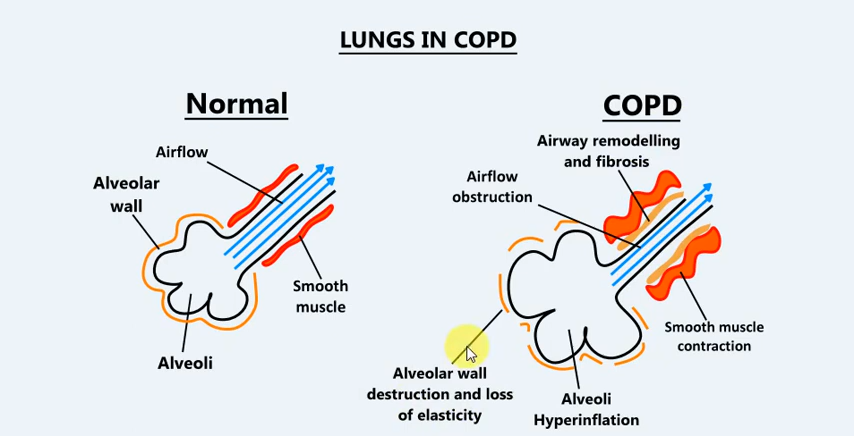 LUNGS IN COPD
Normal
Airflow
Alveolar
wall
Smooth
muscle
Alveoli
COPD
Airway remodelling
and fibrosis
Airflow
obstruction
Smooth muscle
contraction
Alveolar wall
destruction and loss
of elasticity
Alveoli
Hyperinflation